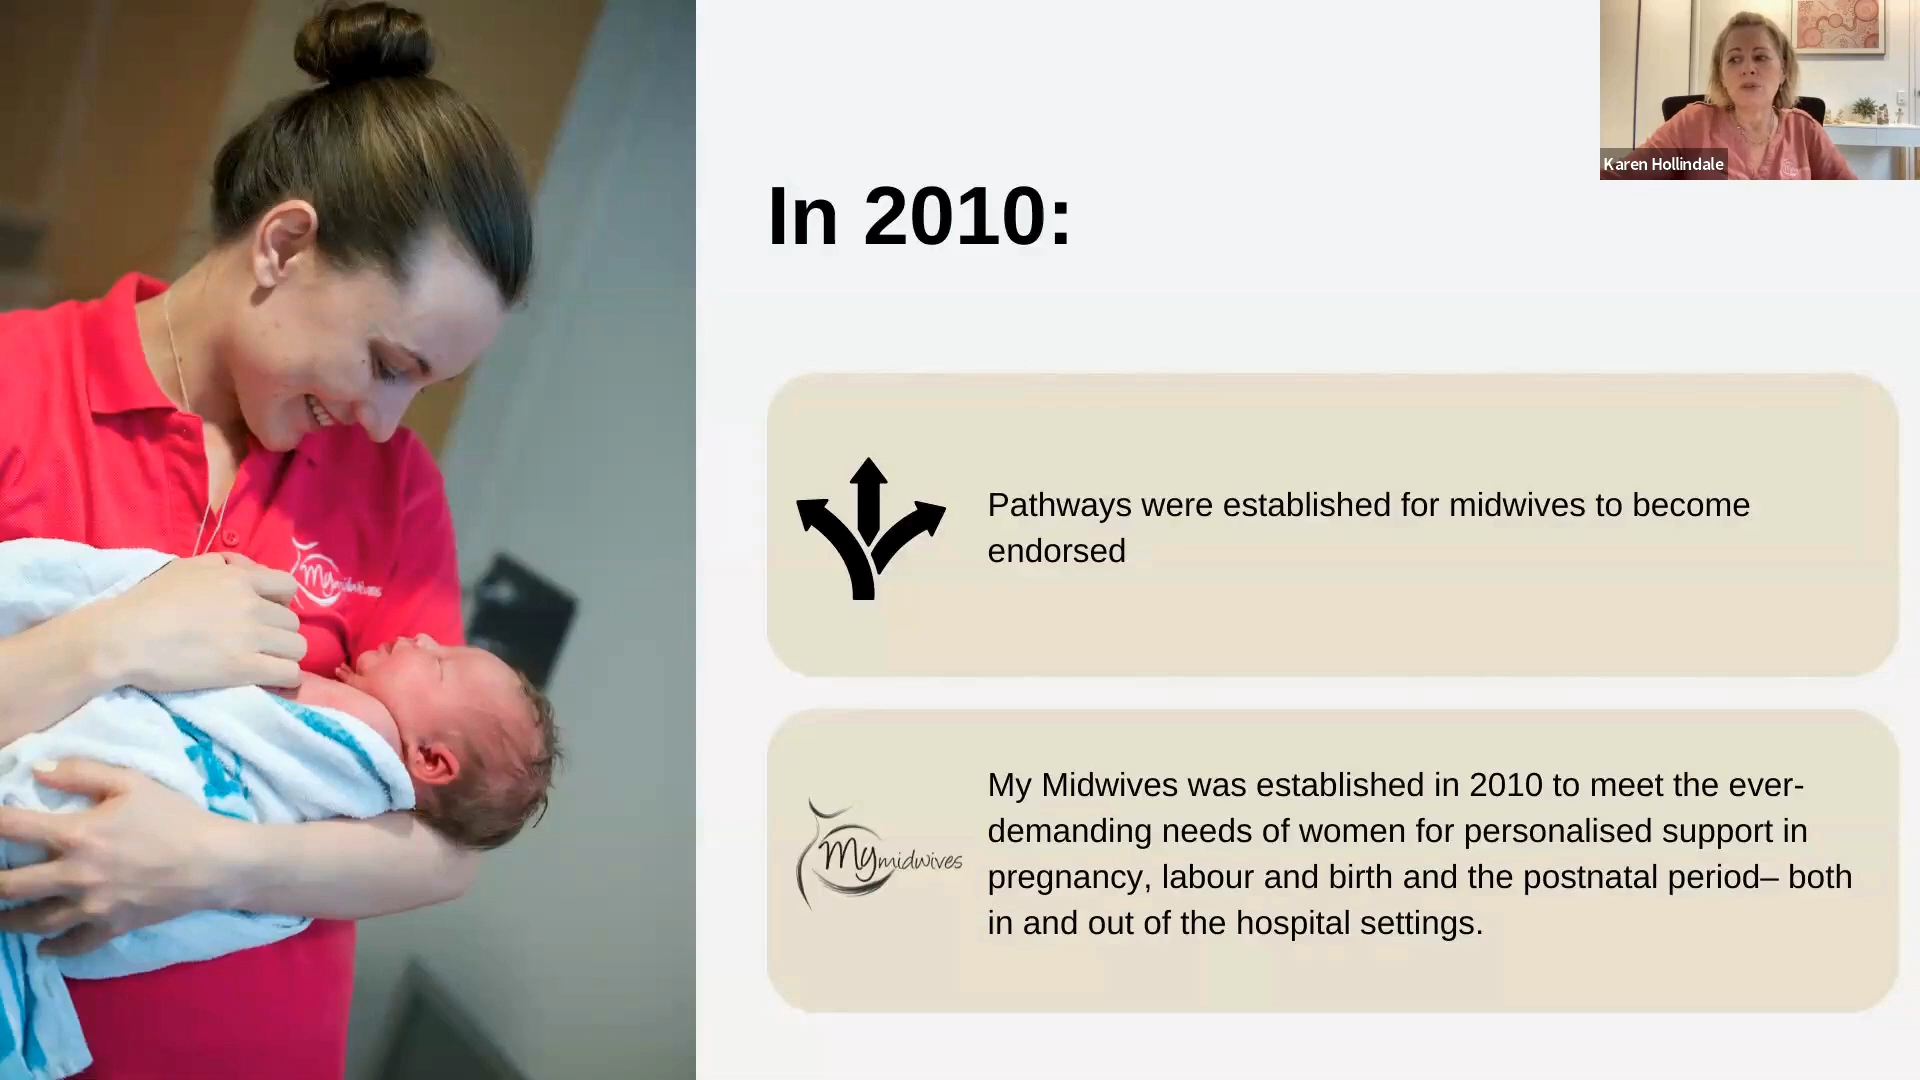 Karen Hollindale
In 2010:
Pathways were established for midwives to become
endorsed
My Midwives was established in 2010 to meet the ever-
demanding needs of women for personalised support in
pregnancy, labour and birth and the postnatal period– both
in and out of the hospital settings.
My midwives
My midwives